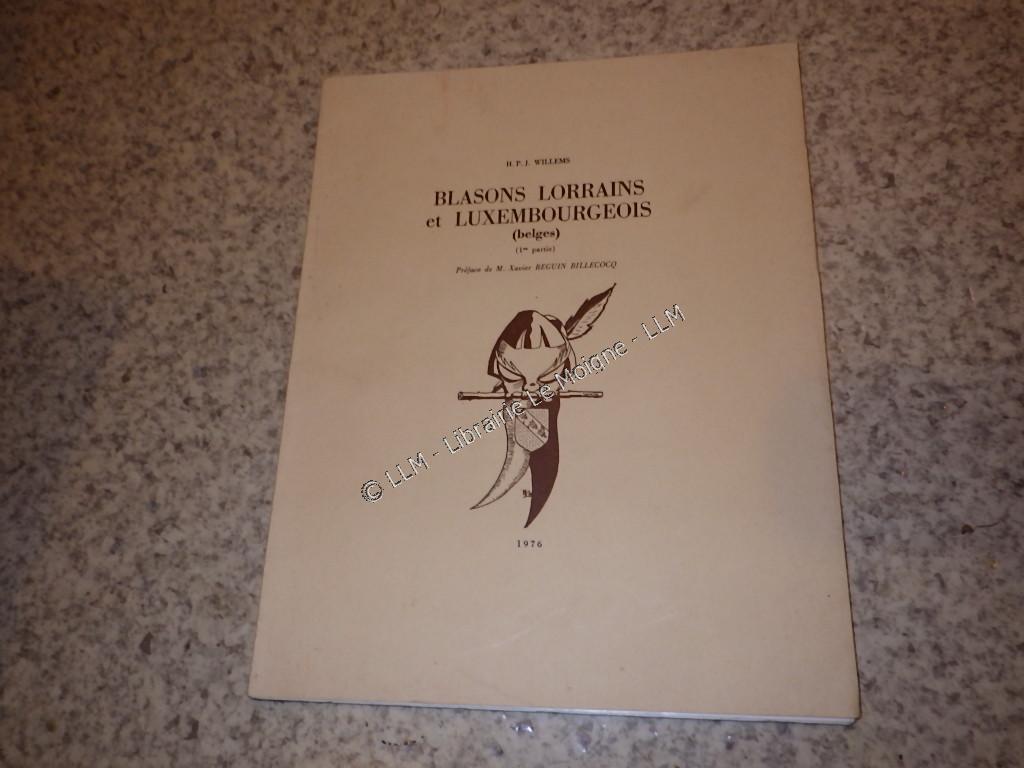 H. P. J. WILLEMS
BLASONS LORRAINS
et LUXEMBOURGEOIS
(belges)
(1re partie)
Préface de M. Xavier REGUIN BILLECOCQ
© LLM - Librairie Le Moigne - LLM
1976